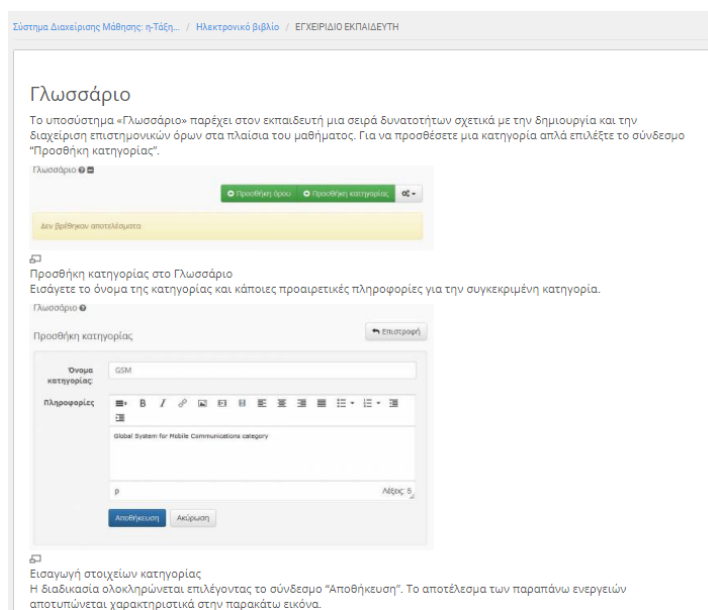 Σύστημα Διαχείρισης Μάθησης: η-Τάξη... / Ηλεκτρονικό βιβλίο / ΕΓΧΕΙΡΙΔΙΟ ΕΚΠΑΙΔΕΥΤΗ
Γλωσσάριο
Το υποσύστημα «Γλωσσάριο» παρέχει στον εκπαιδευτή μια σειρά δυνατοτήτων σχετικά με την δημιουργία και την
διαχείριση επιστημονικών όρων στα πλαίσια του μαθήματος. Για να προσθέσετε μια κατηγορία απλά επιλέξτε το σύνδεσμο
"Προσθήκη κατηγορίας".
Γλωσσάριο
Προσθήκη όρου Προσθήκη κατηγορίας
Δεν βρέθηκαν αποτελέσματα
Προσθήκη κατηγορίας στο Γλωσσάριο
Εισάγετε το όνομα της κατηγορίας και κάποιες προαιρετικές πληροφορίες για την συγκεκριμένη κατηγορία.
Γλωσσάριο
Προσθήκη κατηγορίας Επιστροφή
Όνομα κατηγορίας: GSM
Πληροφορίες
B I
Global System for Mobile Communications category
p Λέξεις: 5
Αποθήκευση Ακύρωση
Εισαγωγή στοιχείων κατηγορίας
Η διαδικασία ολοκληρώνεται επιλέγοντας το σύνδεσμο "Αποθήκευση". Το αποτέλεσμα των παραπάνω ενεργειών
αποτυπώνεται χαρακτηριστικά στην παρακάτω εικόνα.